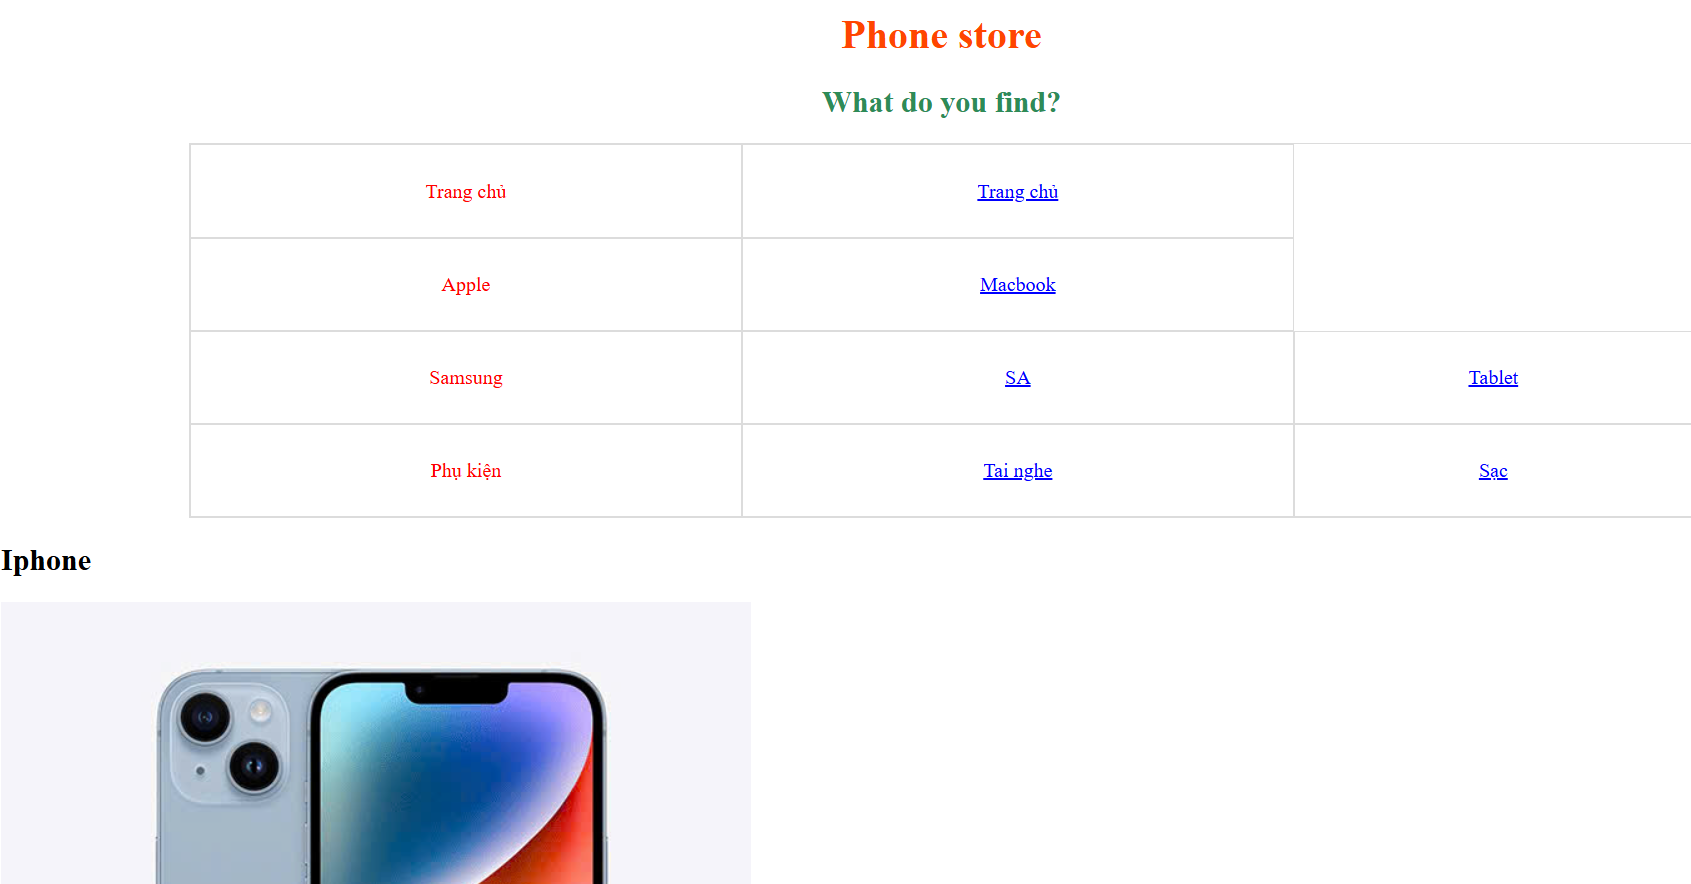 Phone store
What do you find?
Trang chủ Trang chủ
Apple Macbook
Samsung SA Tablet
Phụ kiện Tai nghe Sạc
Iphone